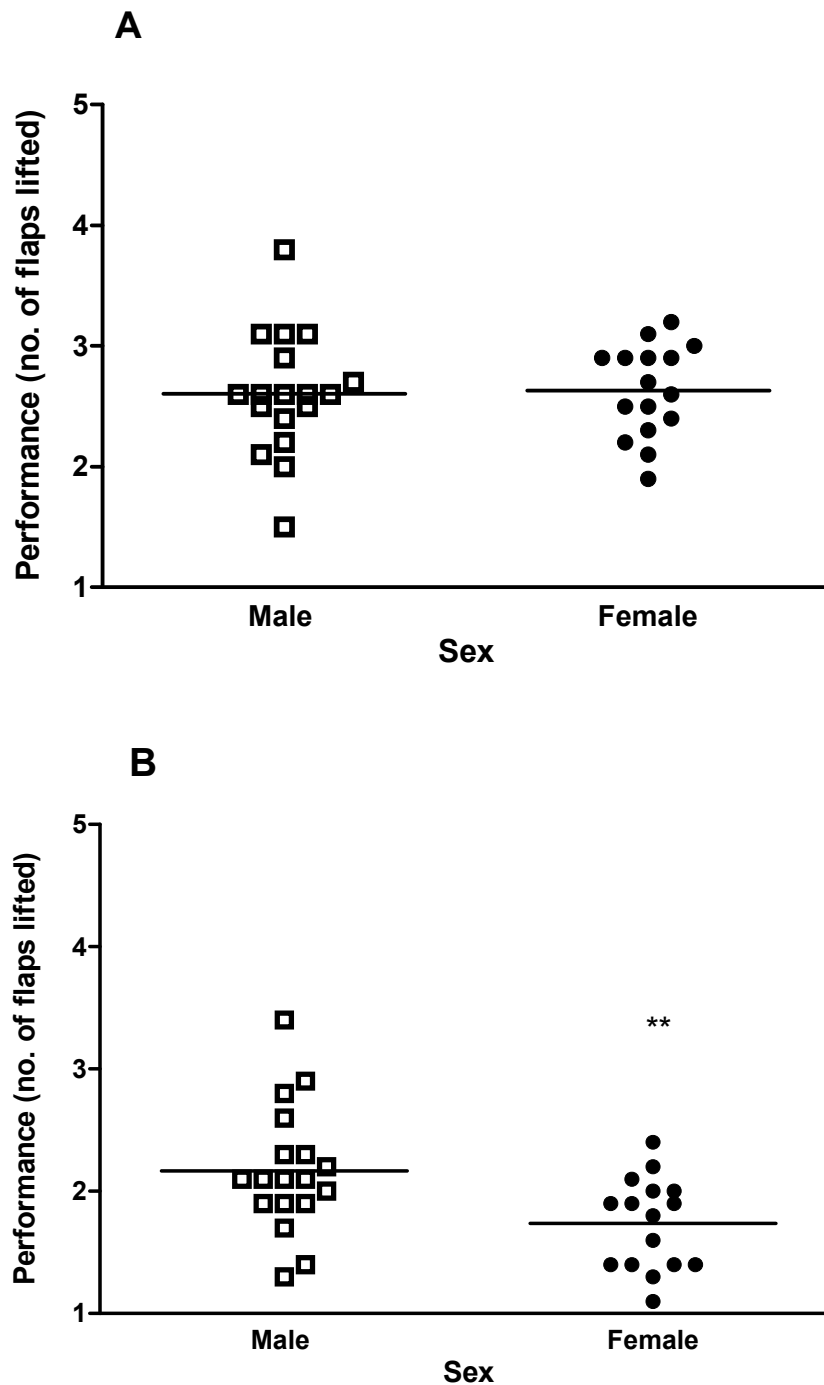 A
Performance (no. of flaps lifted)
5
4
3
2
1
Male
Female
Sex
B
Performance (no. of flaps lifted)
5
4
3
2
1
**
Male
Female
Sex